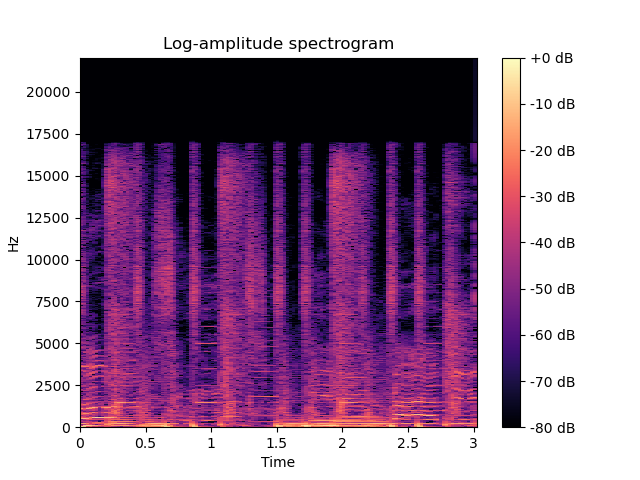 Log-amplitude spectrogram
Hz
20000
17500
15000
12500
10000
7500
5000
2500
0
0 0.5 1 1.5 2 2.5 3
Time
+0 dB
-10 dB
-20 dB
-30 dB
-40 dB
-50 dB
-60 dB
-70 dB
-80 dB